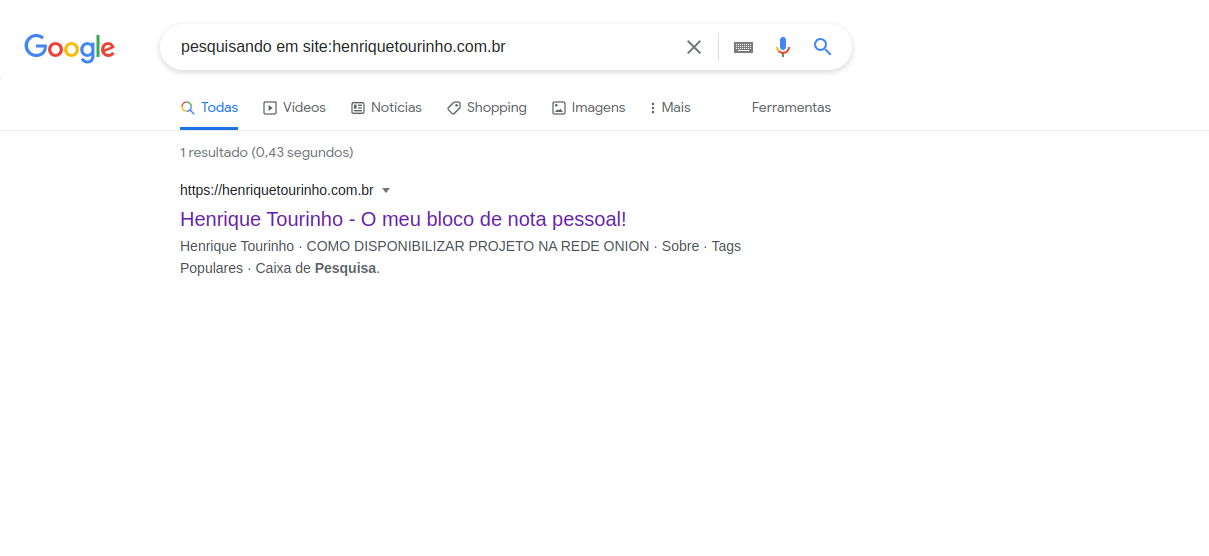 Google
pesquisando em site:henriquetourinho.com.br
Todas Vídeos Notícias Shopping Imagens Mais Ferramentas
1 resultado (0,43 segundos)
https://henriquetourinho.com.br
Henrique Tourinho - O meu bloco de nota pessoal!
Henrique Tourinho · COMO DISPONIBILIZAR PROJETO NA REDE ONION · Sobre · Tags
Populares · Caixa de Pesquisa.